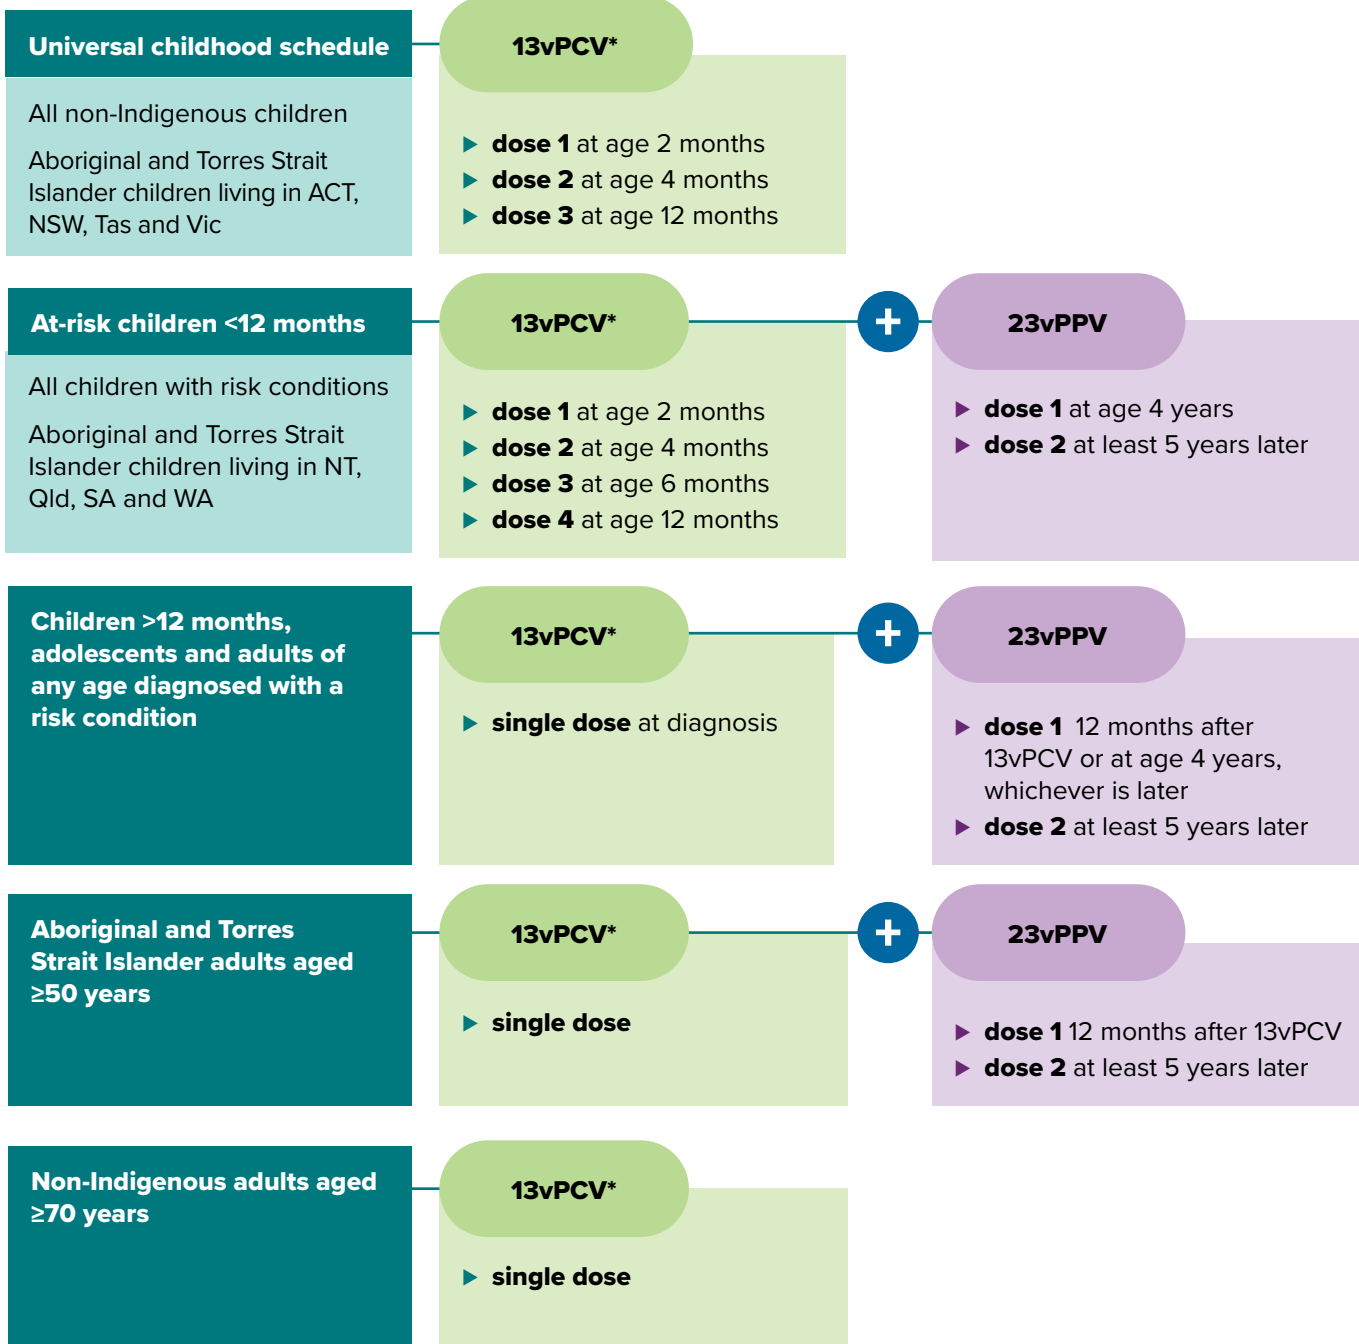 Universal childhood schedule
All non-Indigenous children
Aboriginal and Torres Strait
Islander children living in ACT,
NSW, Tas and Vic
13vPCV*
▶ dose 1 at age 2 months
▶ dose 2 at age 4 months
▶ dose 3 at age 12 months
At-risk children <12 months
All children with risk conditions
Aboriginal and Torres Strait
Islander children living in NT,
Qld, SA and WA
13vPCV*
▶ dose 1 at age 2 months
▶ dose 2 at age 4 months
▶ dose 3 at age 6 months
▶ dose 4 at age 12 months
+
23vPPV
▶ dose 1 at age 4 years
▶ dose 2 at least 5 years later
Children >12 months,
adolescents and adults of
any age diagnosed with a
risk condition
13vPCV*
▶ single dose at diagnosis
+
23vPPV
▶ dose 1 12 months after
13vPCV or at age 4 years,
whichever is later
▶ dose 2 at least 5 years later
Aboriginal and Torres
Strait Islander adults aged
≥50 years
13vPCV*
▶ single dose
+
23vPPV
▶ dose 1 12 months after 13vPCV
▶ dose 2 at least 5 years later
Non-Indigenous adults aged
≥70 years
13vPCV*
▶ single dose